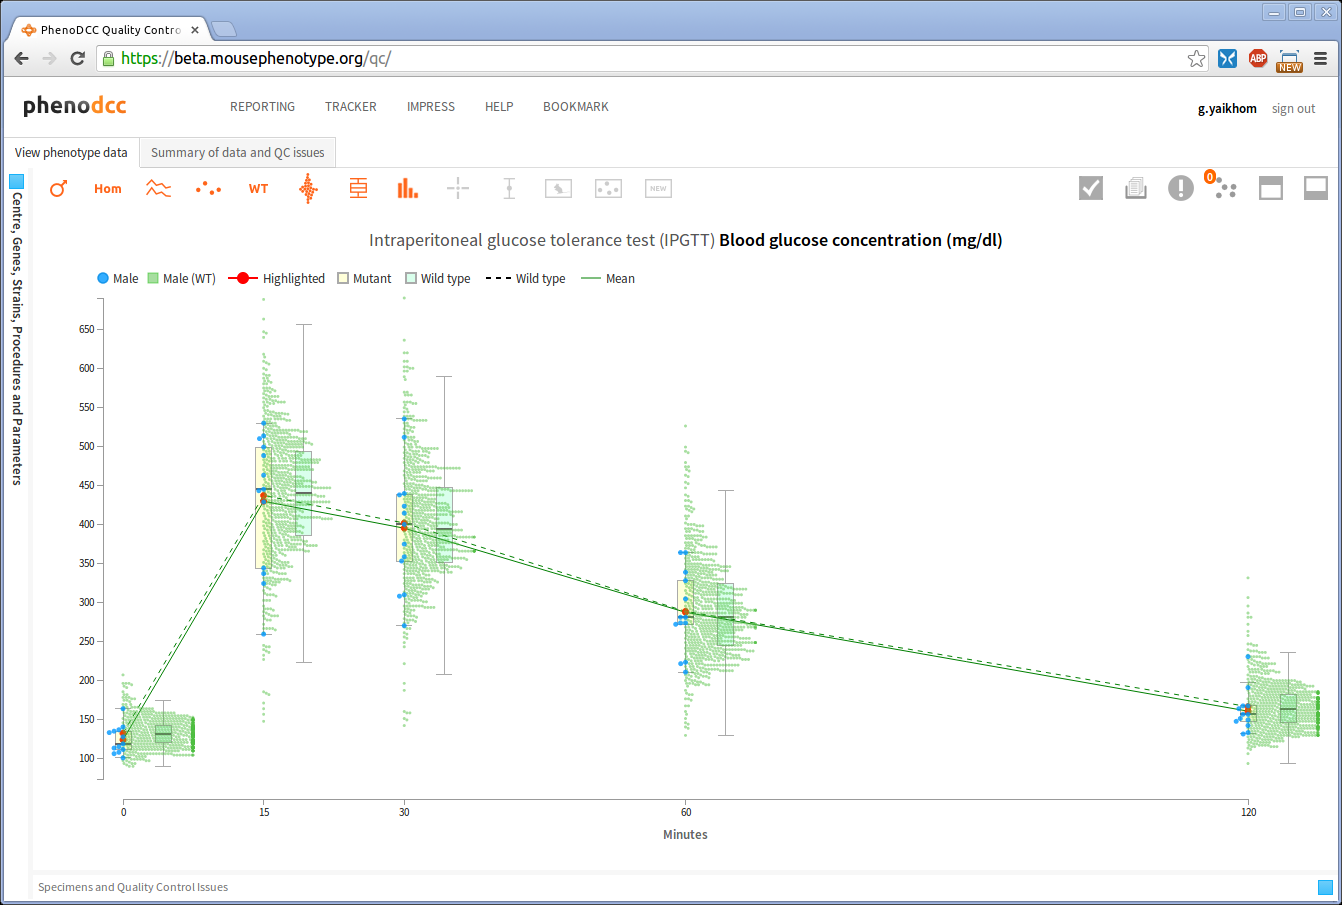 PhenoDCC Quality Contro
https://beta.mousephenotype.org/qc/
ABP
NEW
phenodcc
REPORTING TRACKER IMPRESS HELP BOOKMARK
g.yaikhom sign out
View phenotype data Summary of data and QC issues
Hom WT NEW 0
Centre, Genes, Strains, Procedures and Parameters
Intraperitoneal glucose tolerance test (IPGTT) Blood glucose concentration (mg/dl)
Male Male (WT) Highlighted Mutant Wild type Wild type Mean
650
600
550
500
450
400
350
300
250
200
150
100
0 15 30 60 120
Minutes
Specimens and Quality Control Issues